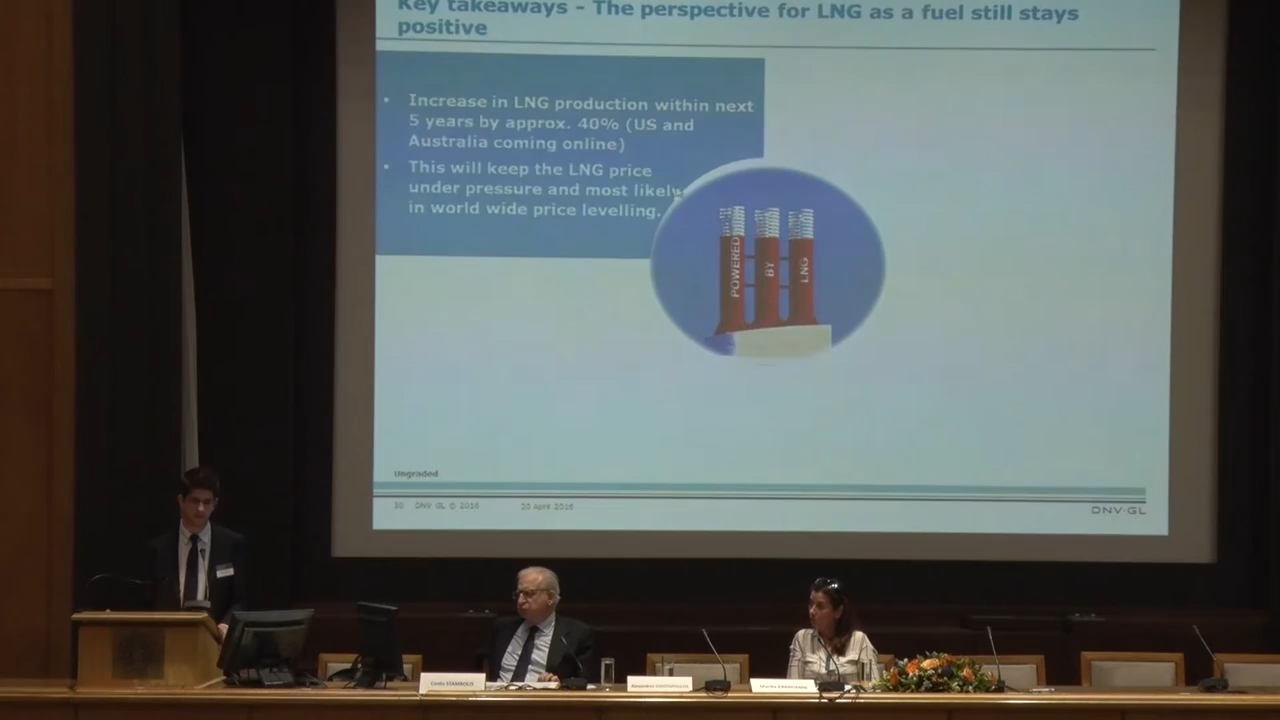 Key takeaways - The perspective for LNG as a fuel still stays
positive
• Increase in LNG production within next
5 years by approx. 40% (US and
Australia coming online)
• This will keep the LNG price
under pressure and most likely
in world wide price levelling.
POWERED
BY
LNG
Ungraded
30 DNV GL © 2016 20 April 2016
DNV·GL